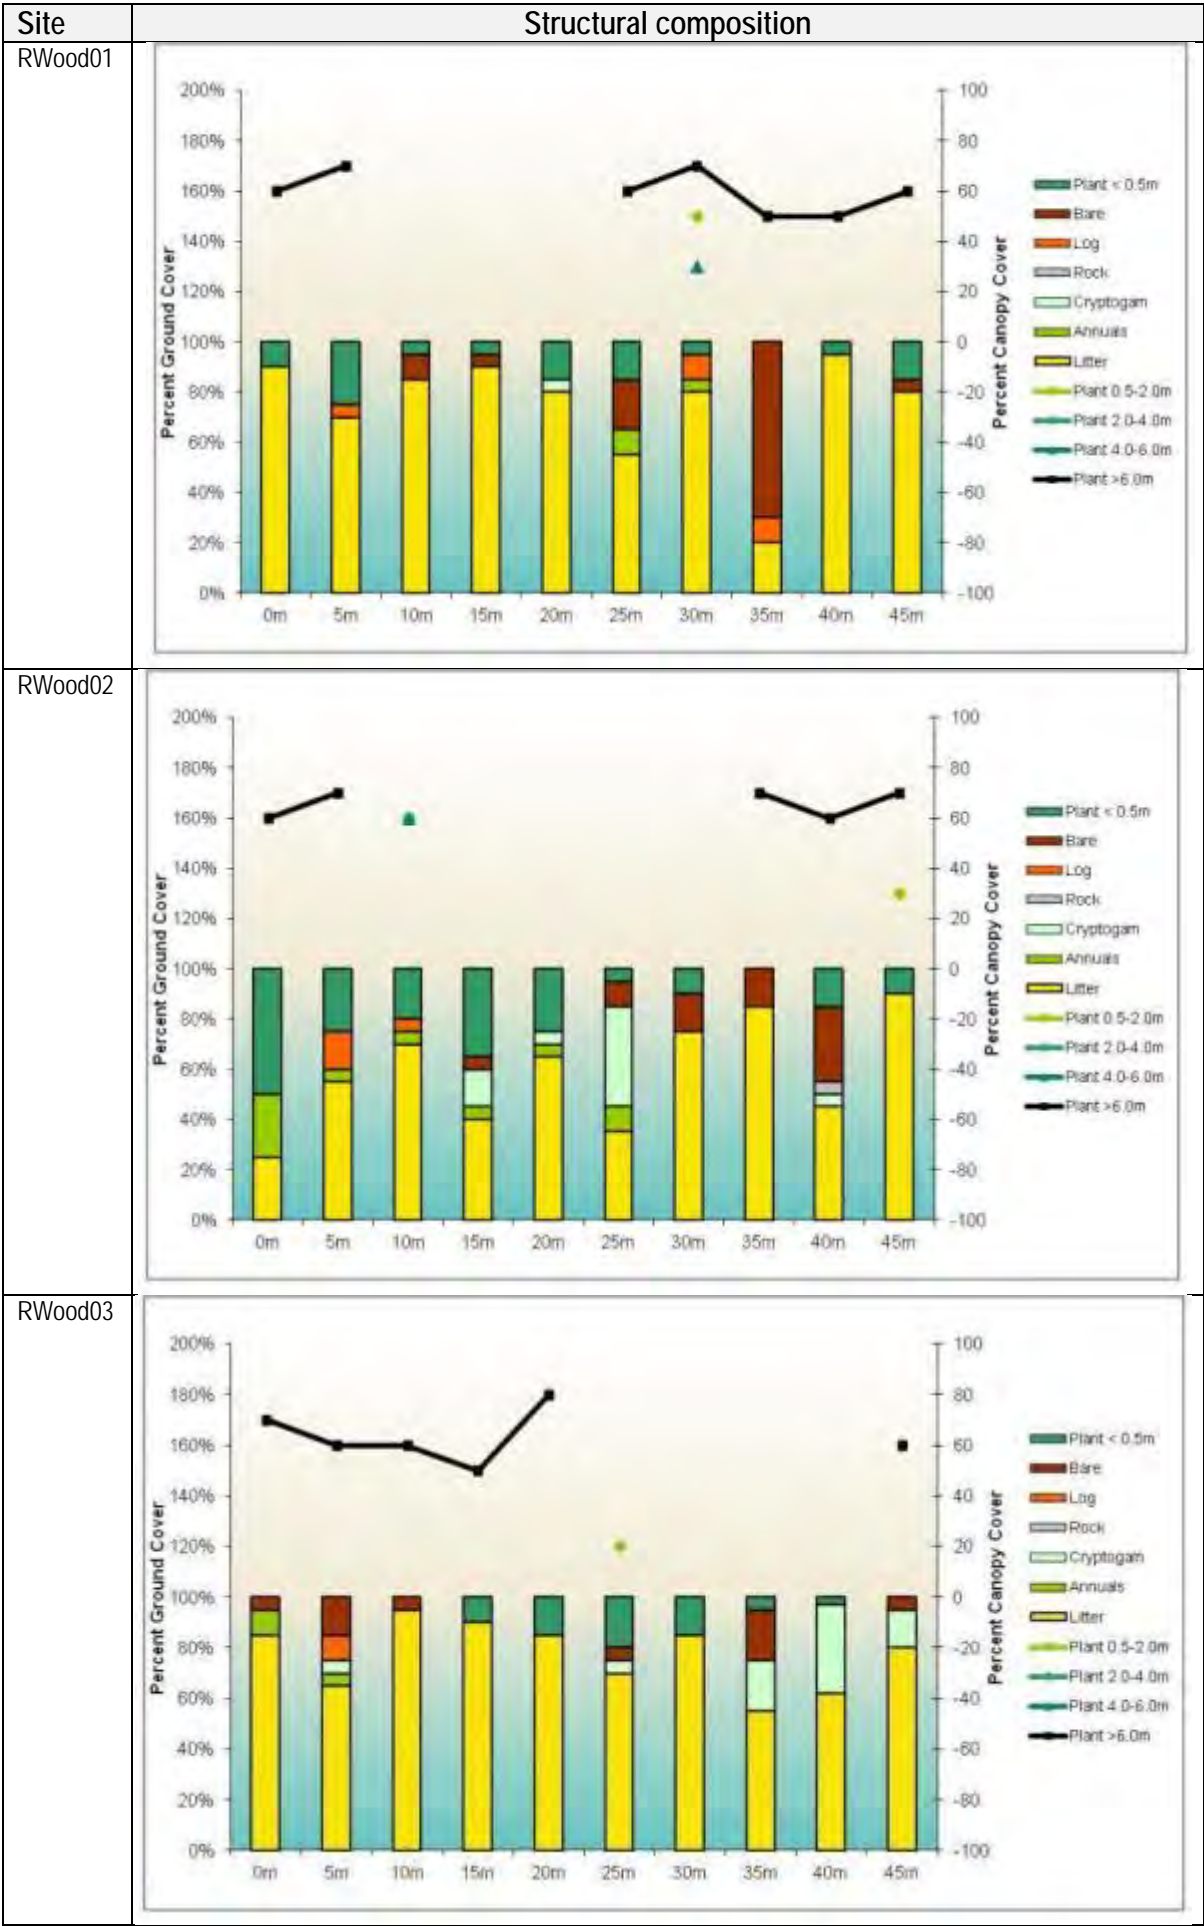 Site Structural composition
RWood01
200%
180%
160%
140%
120%
100%
80%
60%
40%
20%
0%
Percent Ground Cover
100
80
60
40
20
0
-20
-40
-60
-80
-100
Percent Canopy Cover
0m 5m 10m 15m 20m 25m 30m 35m 40m 45m
Plant < 0.5m
Bare
Log
Rock
Cryptogam
Annuals
Litter
Plant 0.5-2.0m
Plant 2.0-4.0m
Plant 4.0-6.0m
Plant >6.0m
RWood02
200%
180%
160%
140%
120%
100%
80%
60%
40%
20%
0%
Percent Ground Cover
100
80
60
40
20
0
-20
-40
-60
-80
-100
Percent Canopy Cover
0m 5m 10m 15m 20m 25m 30m 35m 40m 45m
Plant < 0.5m
Bare
Log
Rock
Cryptogam
Annuals
Litter
Plant 0.5-2.0m
Plant 2.0-4.0m
Plant 4.0-6.0m
Plant >6.0m
RWood03
200%
180%
160%
140%
120%
100%
80%
60%
40%
20%
0%
Percent Ground Cover
100
80
60
40
20
0
-20
-40
-60
-80
-100
Percent Canopy Cover
0m 5m 10m 15m 20m 25m 30m 35m 40m 45m
Plant < 0.5m
Bare
Log
Rock
Cryptogam
Annuals
Litter
Plant 0.5-2.0m
Plant 2.0-4.0m
Plant 4.0-6.0m
Plant >6.0m